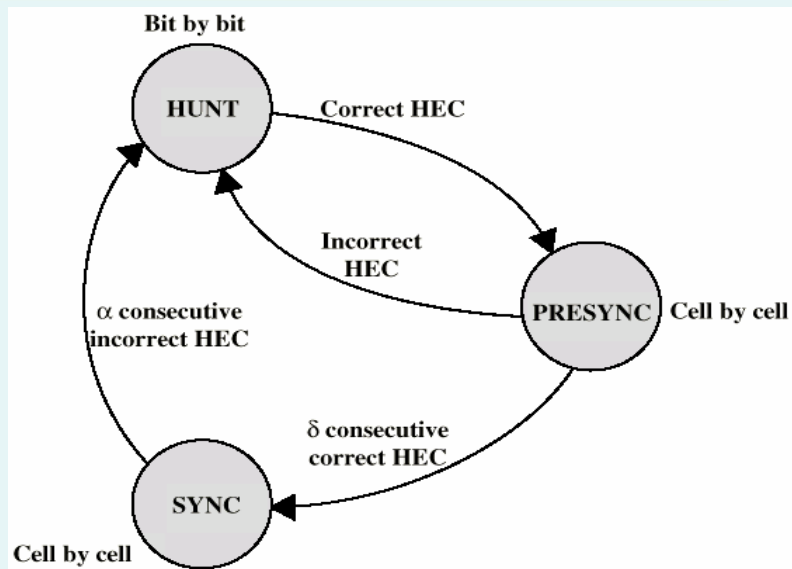 Bit by bit
HUNT
Correct HEC
Incorrect
HEC
PRESYNC
Cell by cell
α consecutive
incorrect HEC
δ consecutive
correct HEC
SYNC
Cell by cell